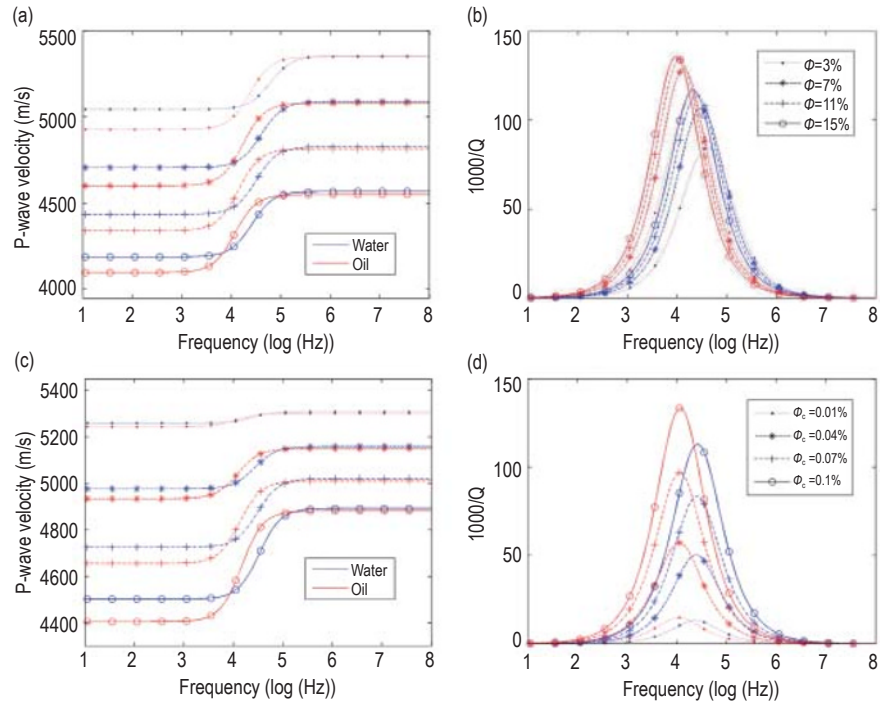 (a)
5500
5000
4500
4000
P-wave velocity (m/s)
Water
Oil
1 2 3 4 5 6 7 8
Frequency (log (Hz))
(b)
150
100
50
0
1000/Q
Φ=3%
Φ=7%
Φ=11%
Φ=15%
1 2 3 4 5 6 7 8
Frequency (log (Hz))
(c)
5400
5200
5000
4800
4600
4400
P-wave velocity (m/s)
Water
Oil
1 2 3 4 5 6 7 8
Frequency (log (Hz))
(d)
150
100
50
0
1000/Q
Φc =0.01%
Φc =0.04%
Φc =0.07%
Φc =0.1%
1 2 3 4 5 6 7 8
Frequency (log (Hz))